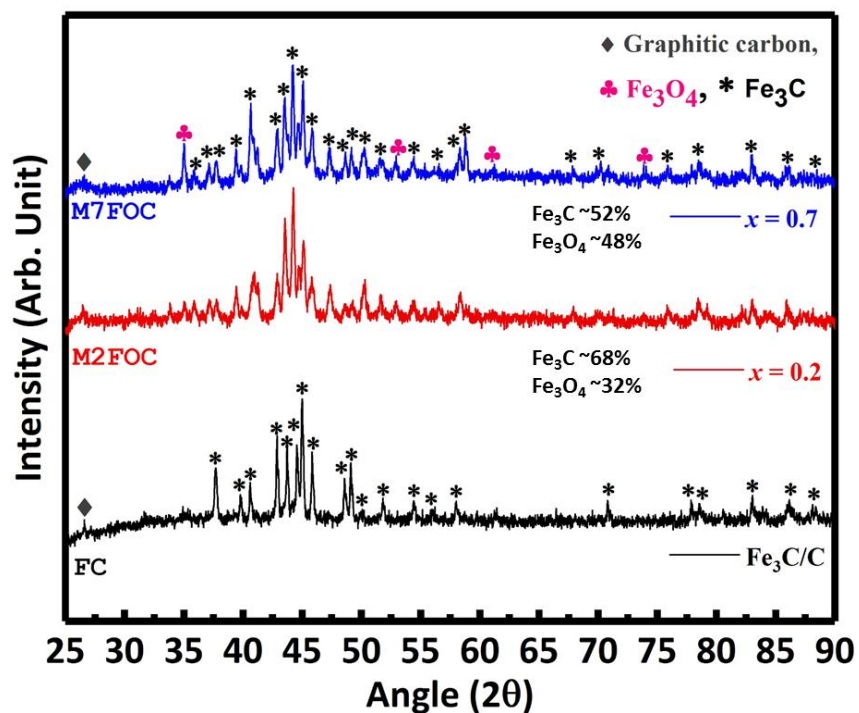 ♦ Graphitic carbon,
♣ Fe₃O₄, * Fe₃C
M7FOC
Fe₃C ~52%
Fe₃O₄ ~48%
x = 0.7
M2FOC
Fe₃C ~68%
Fe₃O₄ ~32%
x = 0.2
FC
Fe₃C/C
Intensity (Arb. Unit)
25 30 35 40 45 50 55 60 65 70 75 80 85 90
Angle (2θ)